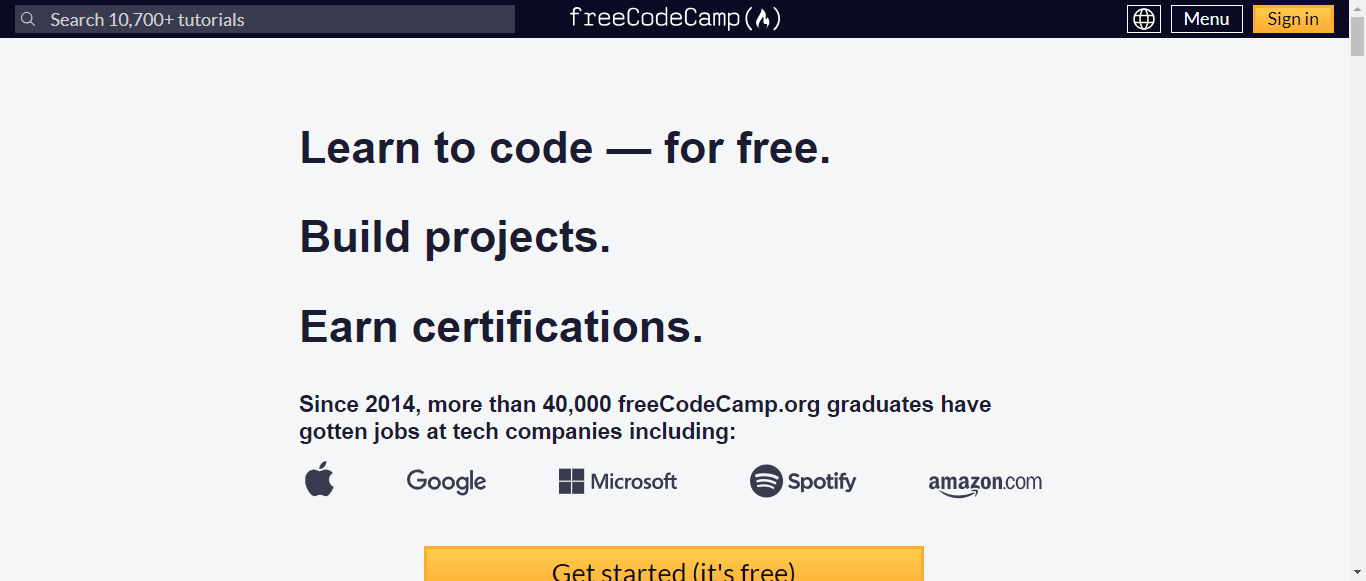 Search 10,700+ tutorials
freeCodeCamp(🔥)
Menu
Sign in
Learn to code — for free.
Build projects.
Earn certifications.
Since 2014, more than 40,000 freeCodeCamp.org graduates have
gotten jobs at tech companies including:
Google
Microsoft
Spotify
amazon.com
Get started (it's free)